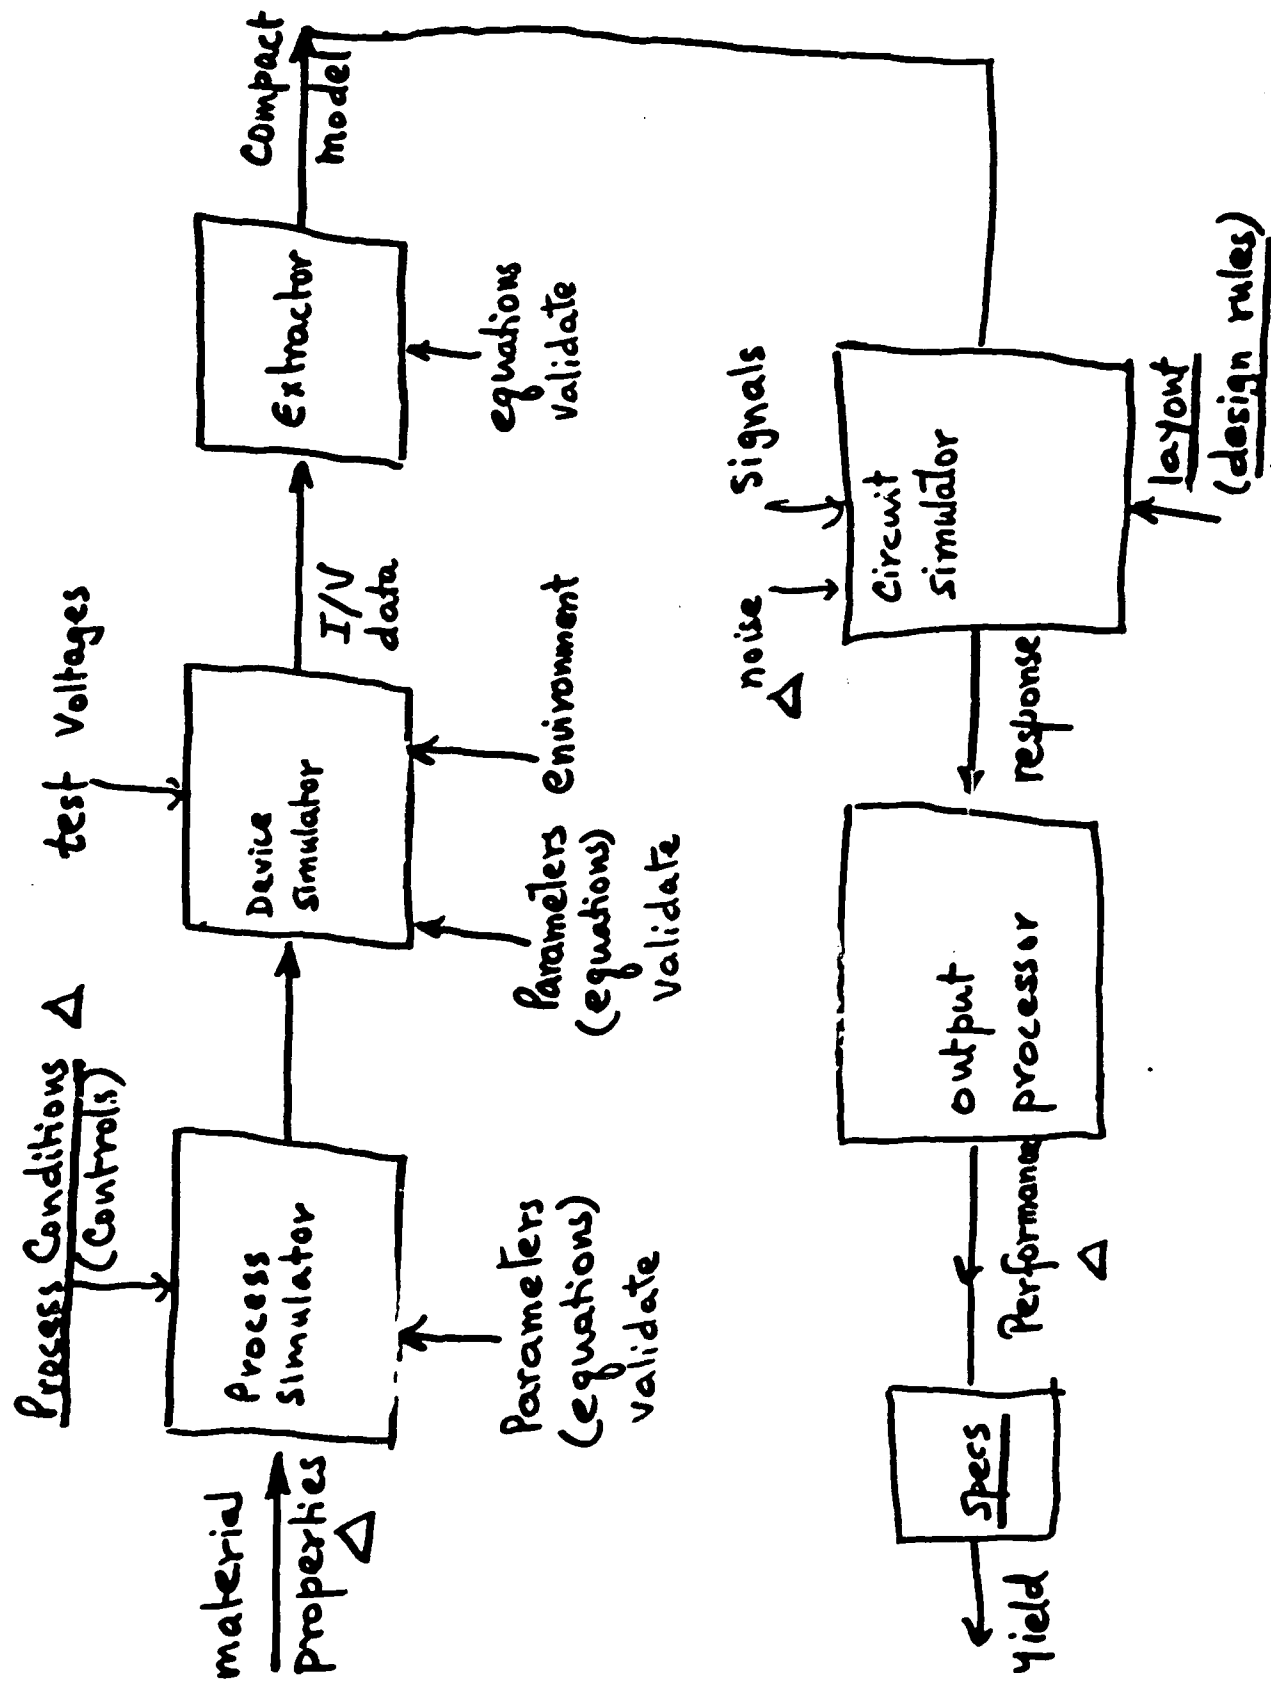 Process Conditions Δ
(Controls)
test Voltages
material
properties
Δ
Process
Simulator
Device
Simulator
I/V
data
Extractor
Compact
model
Parameters
(equations)
validate
Parameters
(equations)
validate
environment
equations
validate
noise
Δ
Signals
yield
Specs
Performance
Δ
output
processor
response
Circuit
simulator
layout
(design rules)